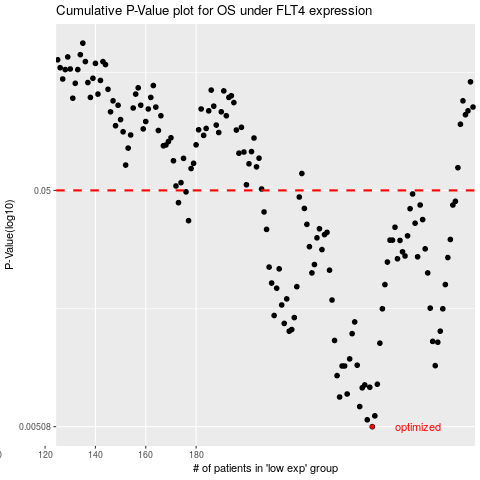 Cumulative P-Value plot for OS under FLT4 expression
P-Value(log10)
0.05
0.00508
optimized
0 120 140 160 180
# of patients in 'low exp' group